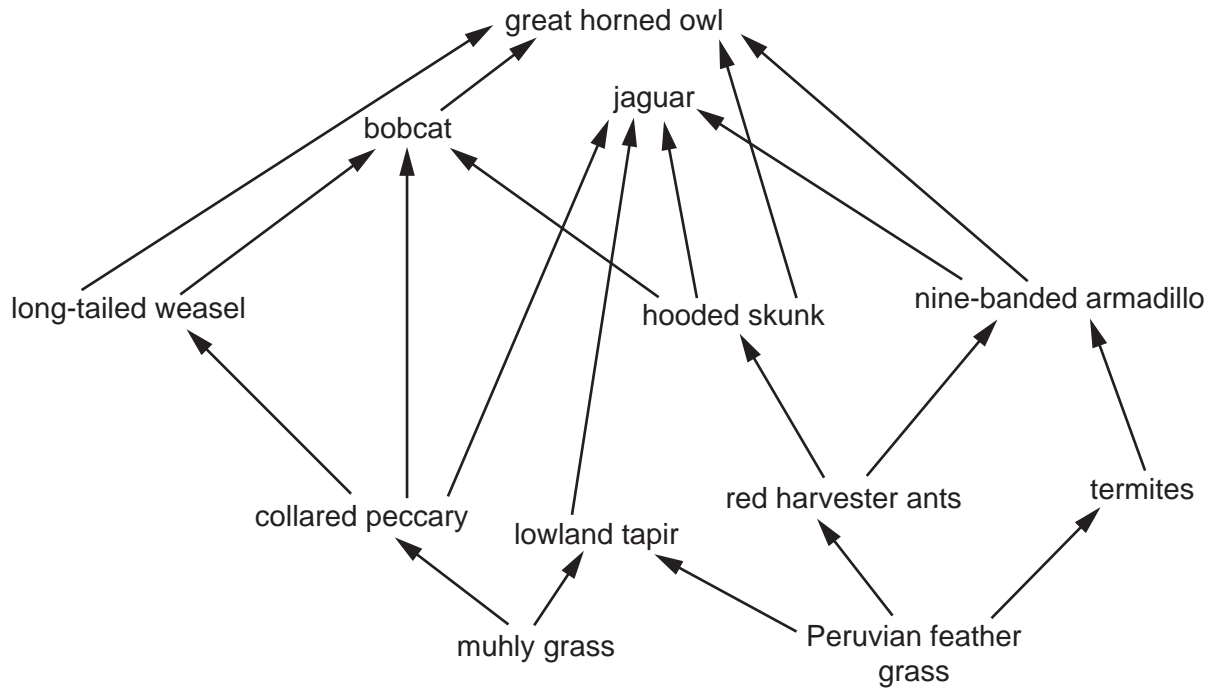 great horned owl
jaguar
bobcat
long-tailed weasel
hooded skunk
nine-banded armadillo
collared peccary
lowland tapir
red harvester ants
termites
muhly grass
Peruvian feather
grass